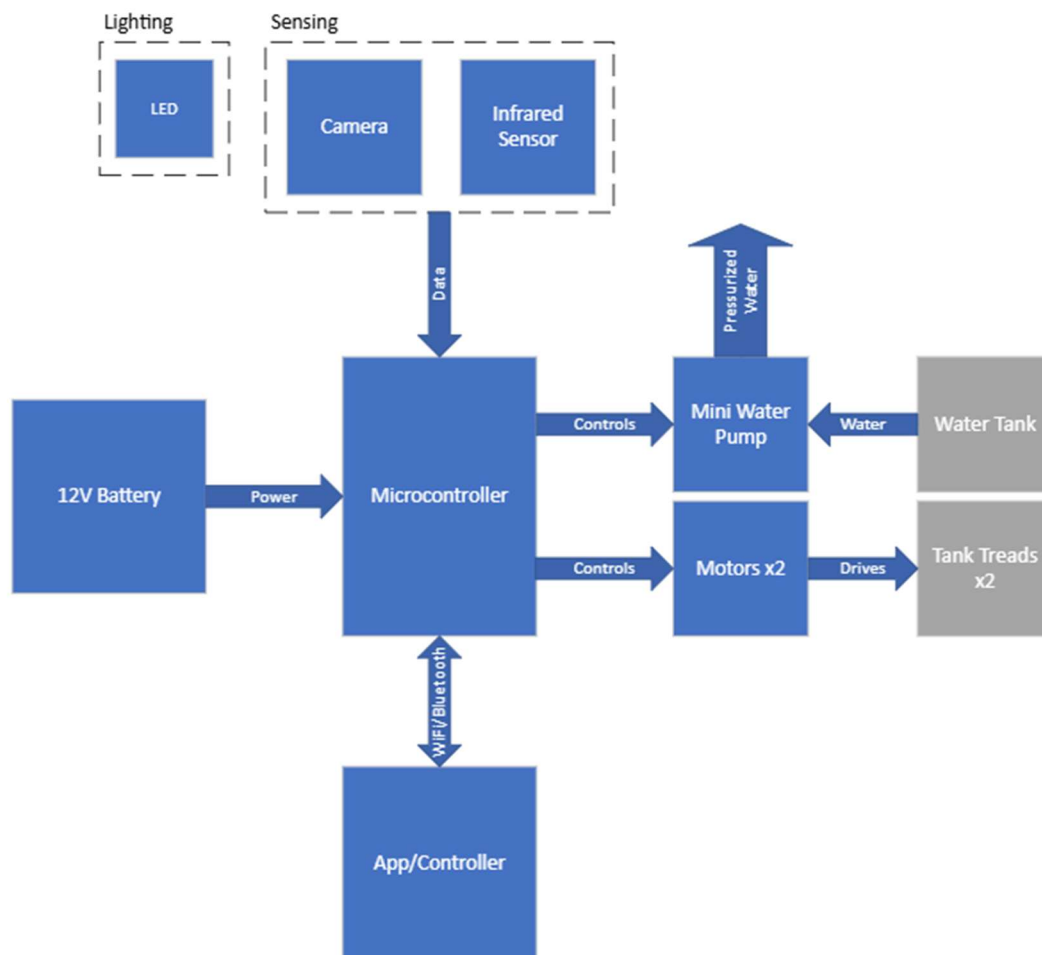 Lighting
Sensing
LED
Camera
Infrared
Sensor
Data
Pressurized
Water
12V Battery
Power
Microcontroller
Controls
Mini Water
Pump
Water
Water Tank
Controls
Motors x2
Drives
Tank Treads
x2
WiFi/Bluetooth
App/Controller